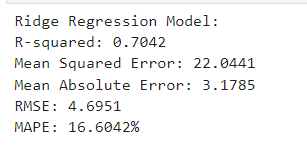 Ridge Regression Model:
R-squared: 0.7042
Mean Squared Error: 22.0441
Mean Absolute Error: 3.1785
RMSE: 4.6951
MAPE: 16.6042%